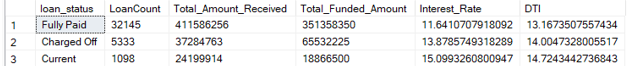 loan_status LoanCount Total_Amount_Received Total_Funded_Amount Interest_Rate DTI
1 Fully Paid 32145 411586256 351358350 11.6410707918092 13.1673507557434
2 Charged Off 5333 37284763 65532225 13.8785749318289 14.0047328005517
3 Current 1098 24199914 18866500 15.0993260800947 14.7243442736843